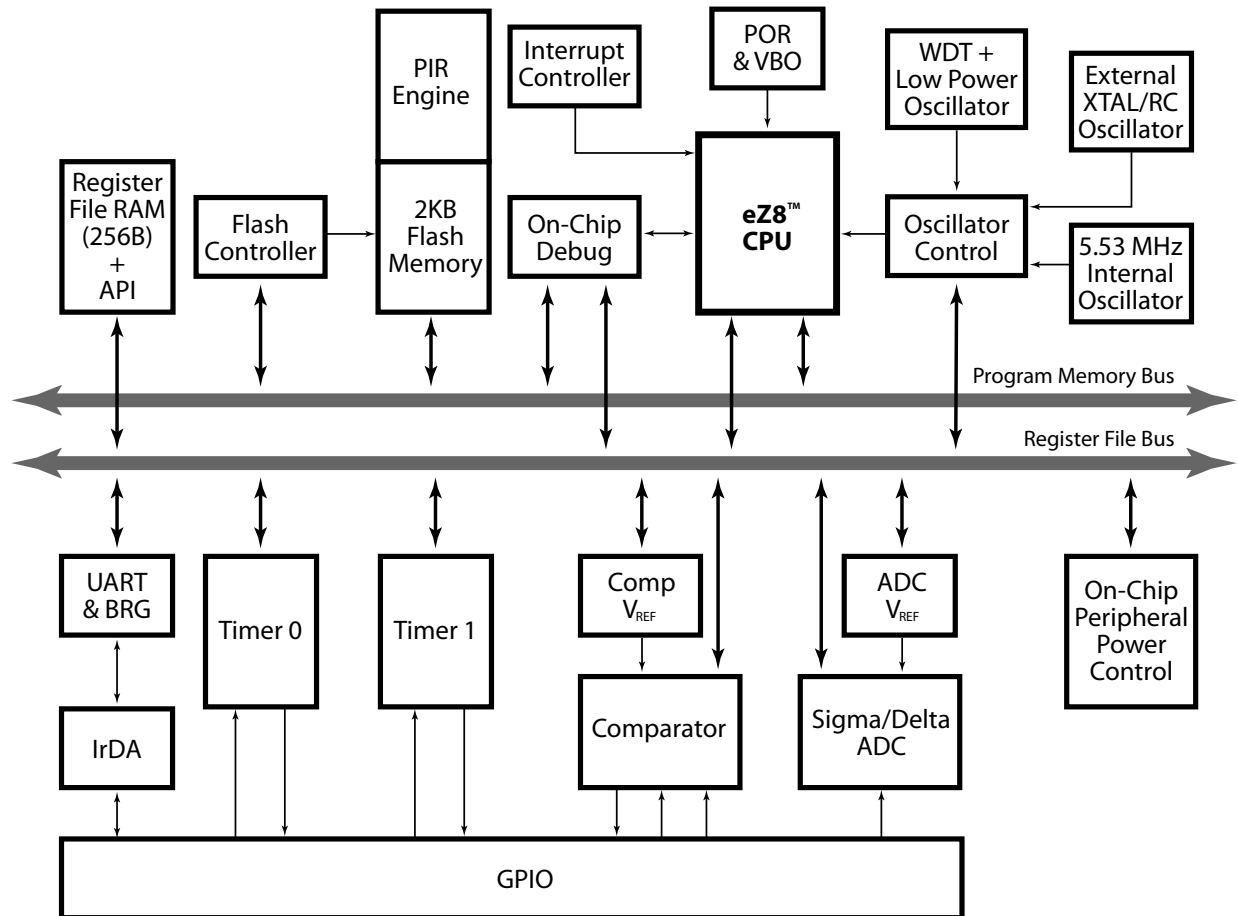 PIR
Engine
Interrupt
Controller
POR
& VBO
WDT +
Low Power
Oscillator
External
XTAL/RC
Oscillator
Register
File RAM
(256B)
+
API
Flash
Controller
2KB
Flash
Memory
On-Chip
Debug
eZ8™
CPU
Oscillator
Control
5.53 MHz
Internal
Oscillator
Program Memory Bus
Register File Bus
UART
& BRG
Timer 0
Timer 1
Comp
VREF
ADC
VREF
On-Chip
Peripheral
Power
Control
IrDA
Comparator
Sigma/Delta
ADC
GPIO